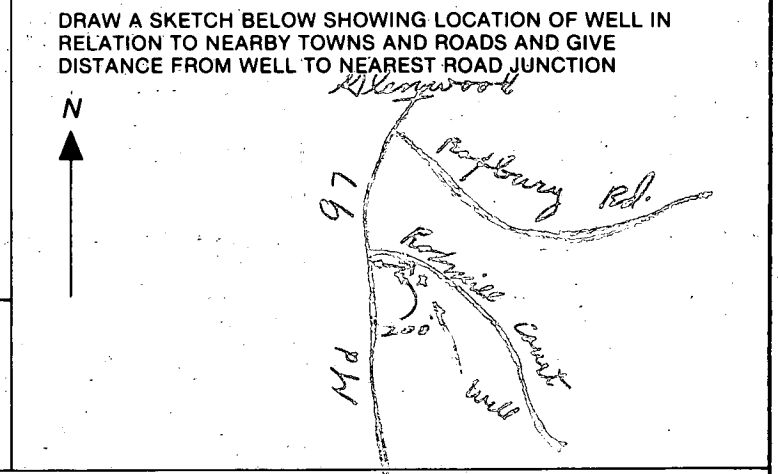 DRAW A SKETCH BELOW SHOWING LOCATION OF WELL IN
RELATION TO NEARBY TOWNS AND ROADS AND GIVE
DISTANCE FROM WELL TO NEAREST ROAD JUNCTION
Glenwood
N
Roxbury Rd.
Md 97
Court
200'
Well